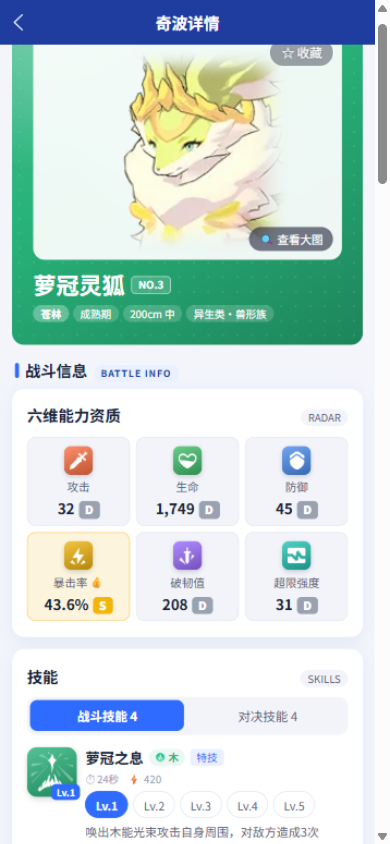 奇波详情
☆ 收藏
查看大图
萝冠灵狐 NO.3
苍林 成熟期 200cm 中 异生类·兽形族
战斗信息 BATTLE INFO
六维能力资质 RADAR
攻击 生命 防御
32 D 1,749 D 45 D
暴击率 破韧值 超限强度
43.6% S 208 D 31 D
技能 SKILLS
战斗技能 4 对决技能 4
萝冠之息 木 特技
24秒 420
Lv.1
Lv.1 Lv.2 Lv.3 Lv.4 Lv.5
唤出木能光束攻击自身周围，对敌方造成3次